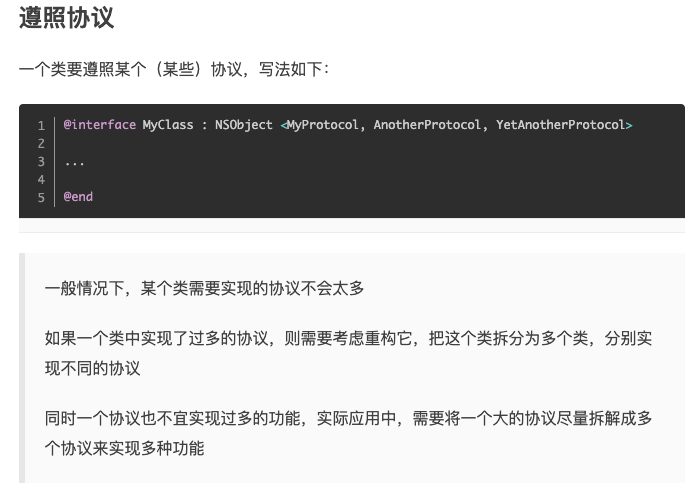 遵照协议
一个类要遵照某个（某些）协议，写法如下：
1 @interface MyClass : NSObject <MyProtocol, AnotherProtocol, YetAnotherProtocol>
2
3 ...
4
5 @end
一般情况下，某个类需要实现的协议不会太多
如果一个类中实现了过多的协议，则需要考虑重构它，把这个类拆分为多个类，分别实
现不同的协议
同时一个协议也不宜实现过多的功能，实际应用中，需要将一个大的协议尽量拆解成多
个协议来实现多种功能